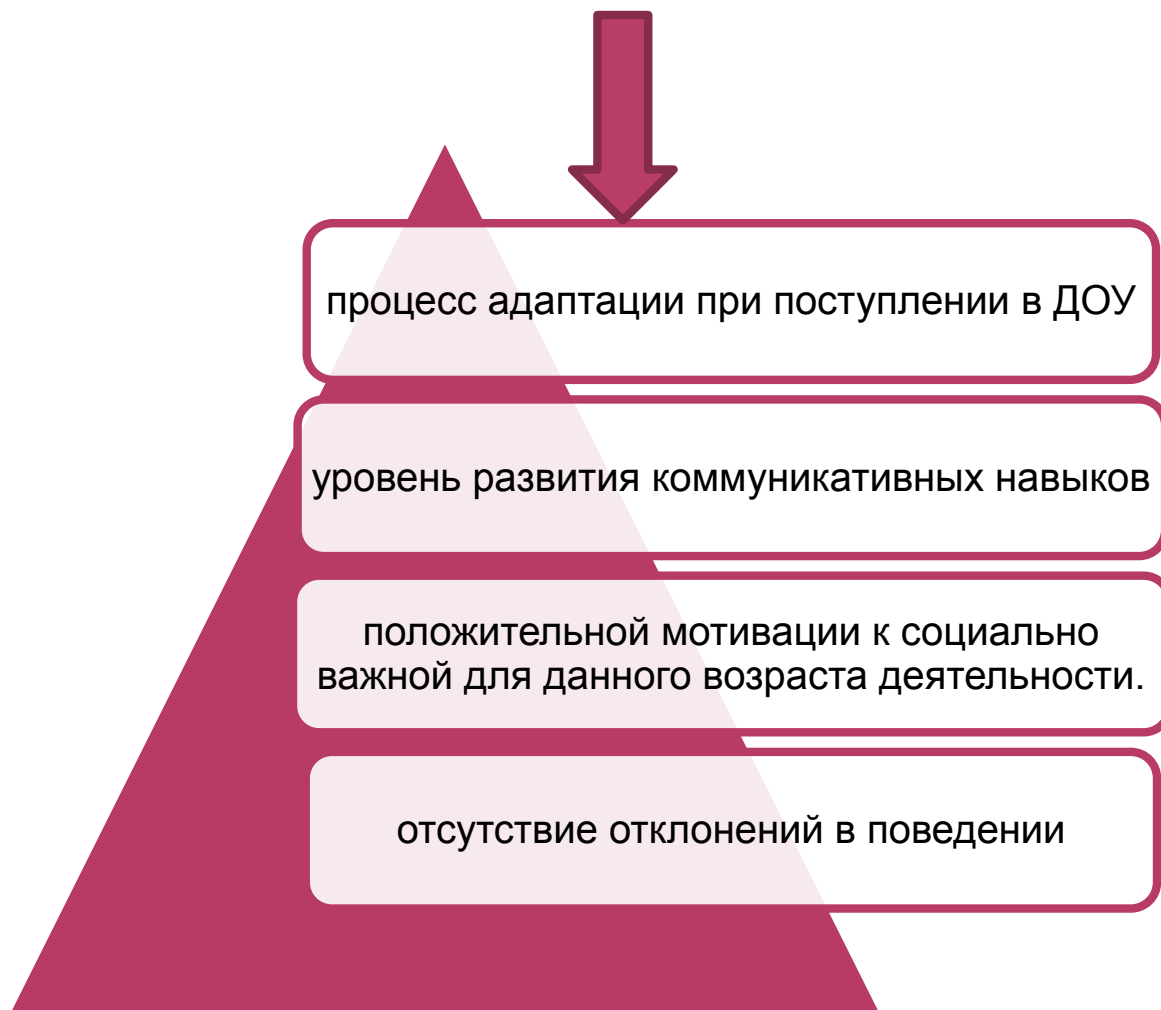 процесс адаптации при поступлении в ДОУ
уровень развития коммуникативных навыков
положительной мотивации к социально
важной для данного возраста деятельности.
отсутствие отклонений в поведении